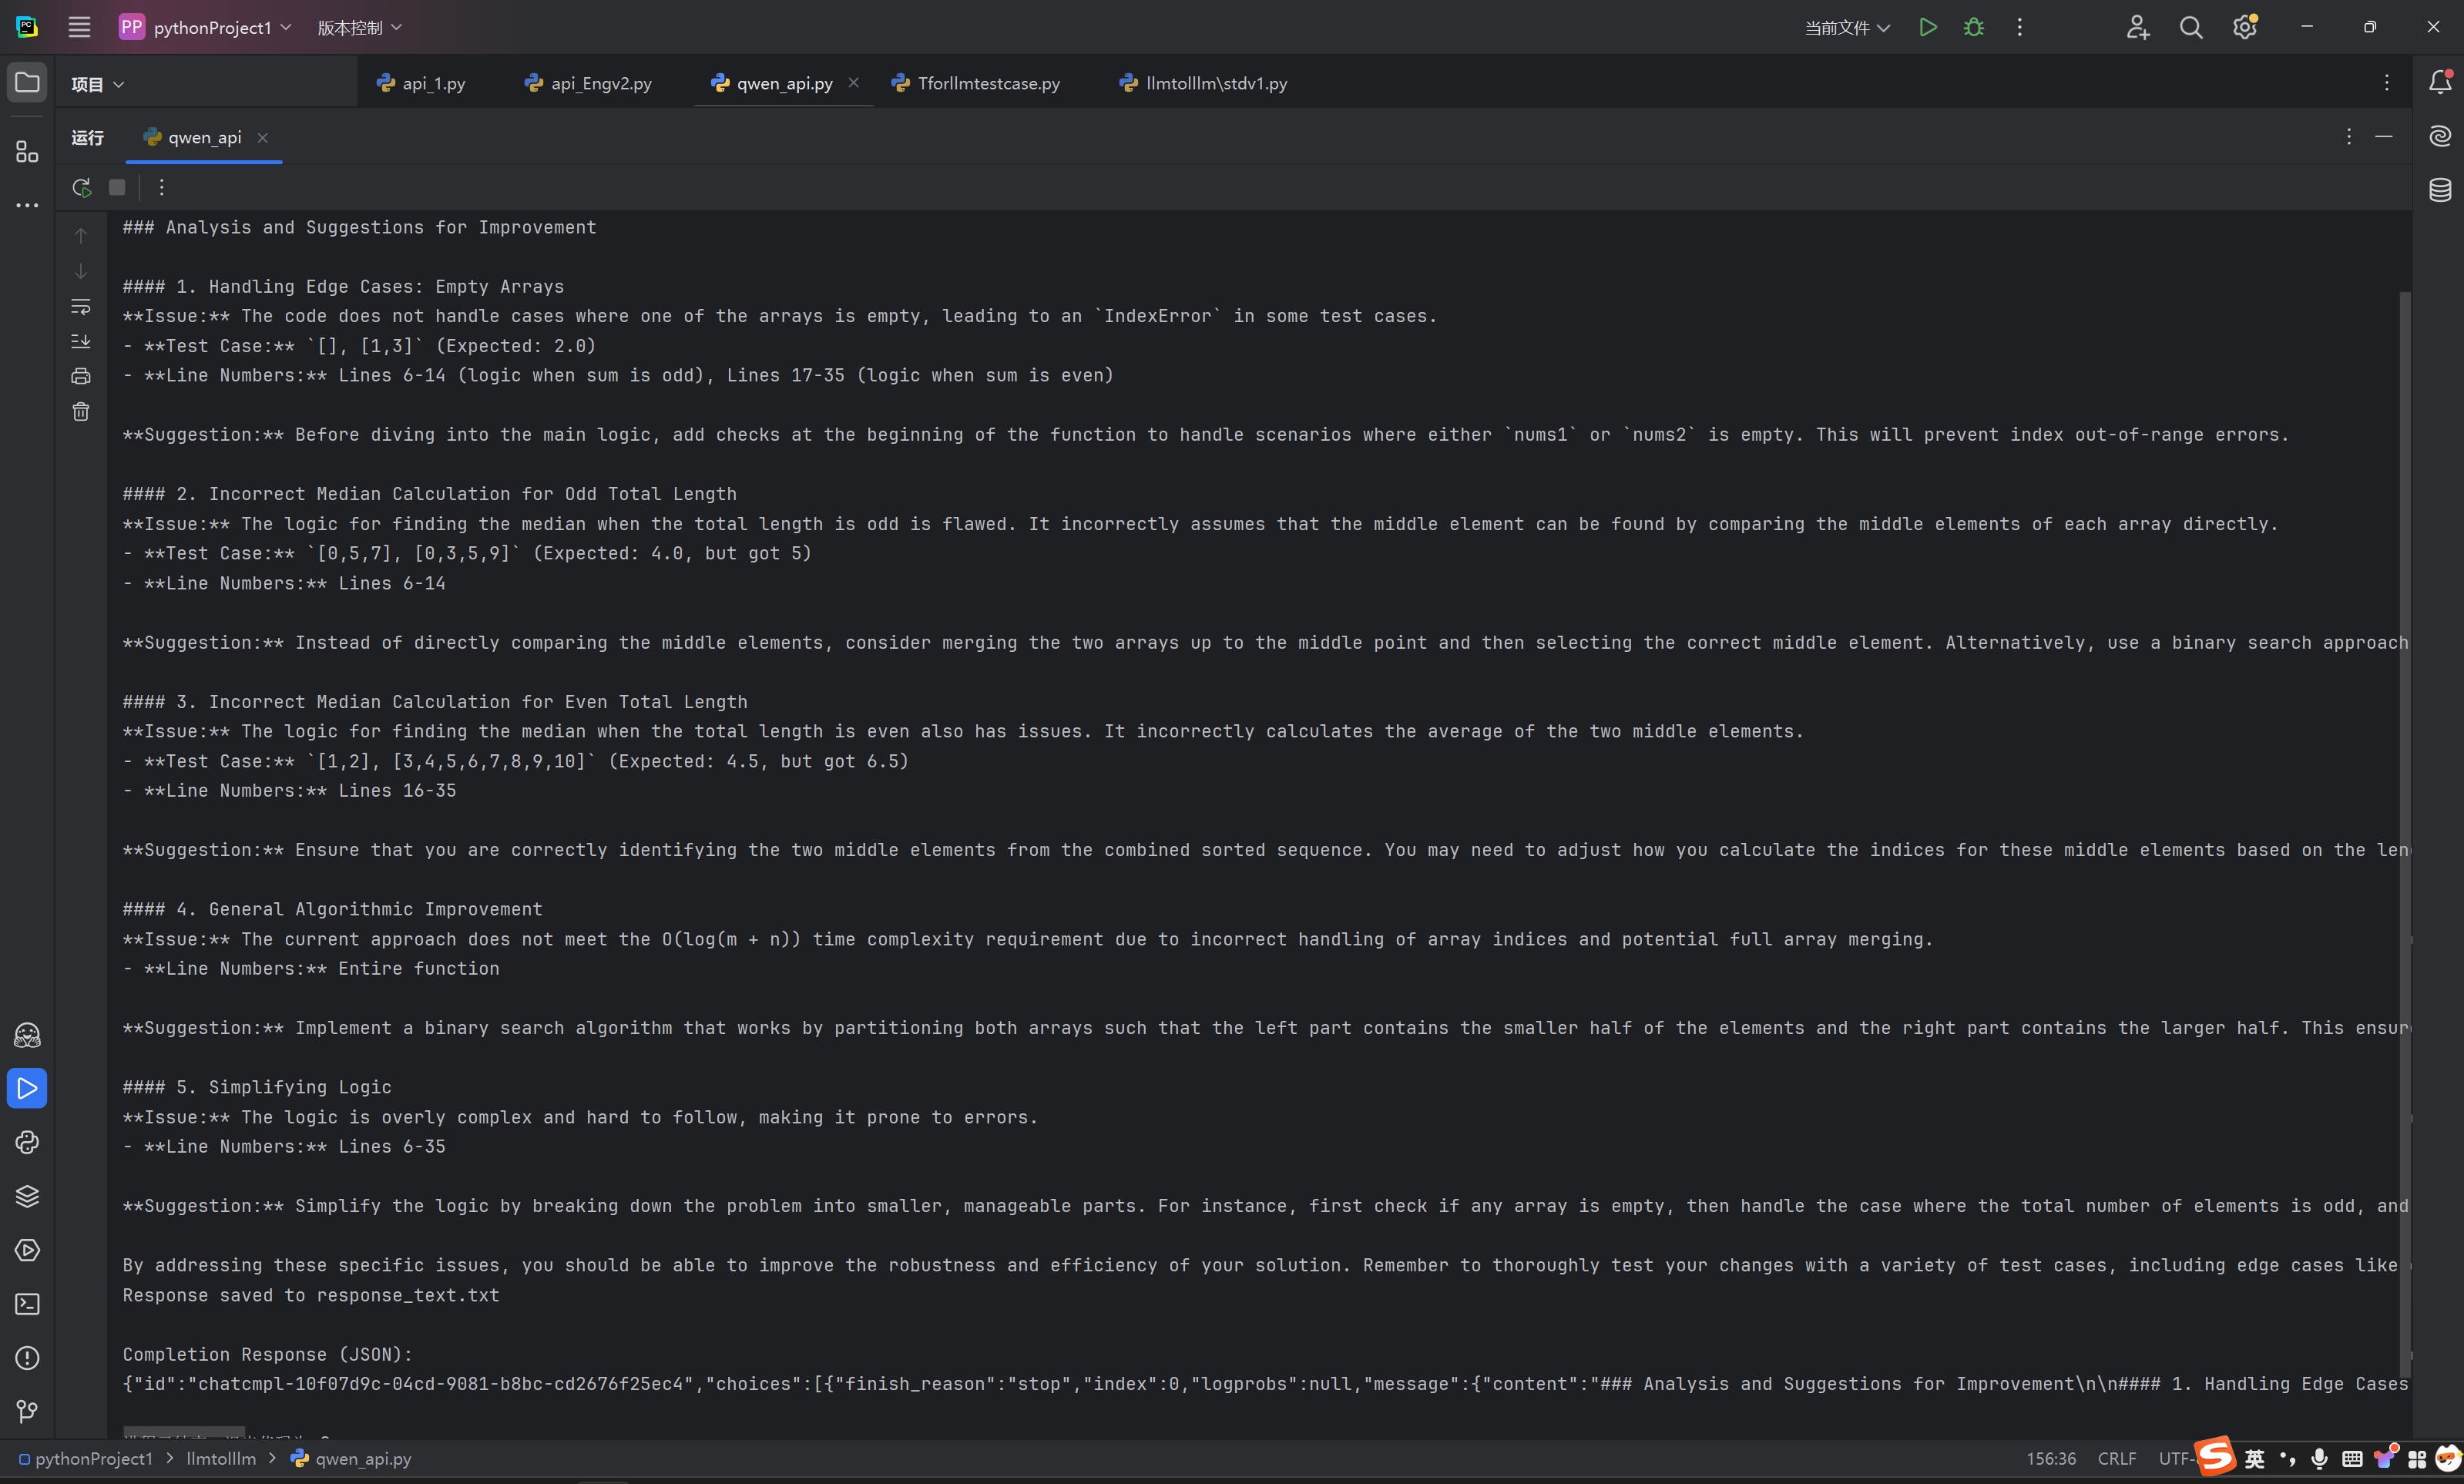 PC
PP pythonProject1 版本控制 当前文件
项目 api_1.py api_Engv2.py qwen_api.py Tforllmtestcase.py llmtolllm\stdv1.py
运行 qwen_api
### Analysis and Suggestions for Improvement
#### 1. Handling Edge Cases: Empty Arrays
**Issue:** The code does not handle cases where one of the arrays is empty, leading to an `IndexError` in some test cases.
- **Test Case:** `[], [1,3]` (Expected: 2.0)
- **Line Numbers:** Lines 6-14 (logic when sum is odd), Lines 17-35 (logic when sum is even)
**Suggestion:** Before diving into the main logic, add checks at the beginning of the function to handle scenarios where either `nums1` or `nums2` is empty. This will prevent index out-of-range errors.
#### 2. Incorrect Median Calculation for Odd Total Length
**Issue:** The logic for finding the median when the total length is odd is flawed. It incorrectly assumes that the middle element can be found by comparing the middle elements of each array directly.
- **Test Case:** `[0,5,7], [0,3,5,9]` (Expected: 4.0, but got 5)
- **Line Numbers:** Lines 6-14
**Suggestion:** Instead of directly comparing the middle elements, consider merging the two arrays up to the middle point and then selecting the correct middle element. Alternatively, use a binary search approach
#### 3. Incorrect Median Calculation for Even Total Length
**Issue:** The logic for finding the median when the total length is even also has issues. It incorrectly calculates the average of the two middle elements.
- **Test Case:** `[1,2], [3,4,5,6,7,8,9,10]` (Expected: 4.5, but got 6.5)
- **Line Numbers:** Lines 16-35
**Suggestion:** Ensure that you are correctly identifying the two middle elements from the combined sorted sequence. You may need to adjust how you calculate the indices for these middle elements based on the len
#### 4. General Algorithmic Improvement
**Issue:** The current approach does not meet the O(log(m + n)) time complexity requirement due to incorrect handling of array indices and potential full array merging.
- **Line Numbers:** Entire function
**Suggestion:** Implement a binary search algorithm that works by partitioning both arrays such that the left part contains the smaller half of the elements and the right part contains the larger half. This ensur
#### 5. Simplifying Logic
**Issue:** The logic is overly complex and hard to follow, making it prone to errors.
- **Line Numbers:** Lines 6-35
**Suggestion:** Simplify the logic by breaking down the problem into smaller, manageable parts. For instance, first check if any array is empty, then handle the case where the total number of elements is odd, and
By addressing these specific issues, you should be able to improve the robustness and efficiency of your solution. Remember to thoroughly test your changes with a variety of test cases, including edge cases like
Response saved to response_text.txt
Completion Response (JSON):
{"id":"chatcmpl-10f07d9c-04cd-9081-b8bc-cd2676f25ec4","choices":[{"finish_reason":"stop","index":0,"logprobs":null,"message":{"content":"### Analysis and Suggestions for Improvement\n\n#### 1. Handling Edge Cases
pythonProject1 > llmtolllm > qwen_api.py 156:36 CRLF UTF- S 英